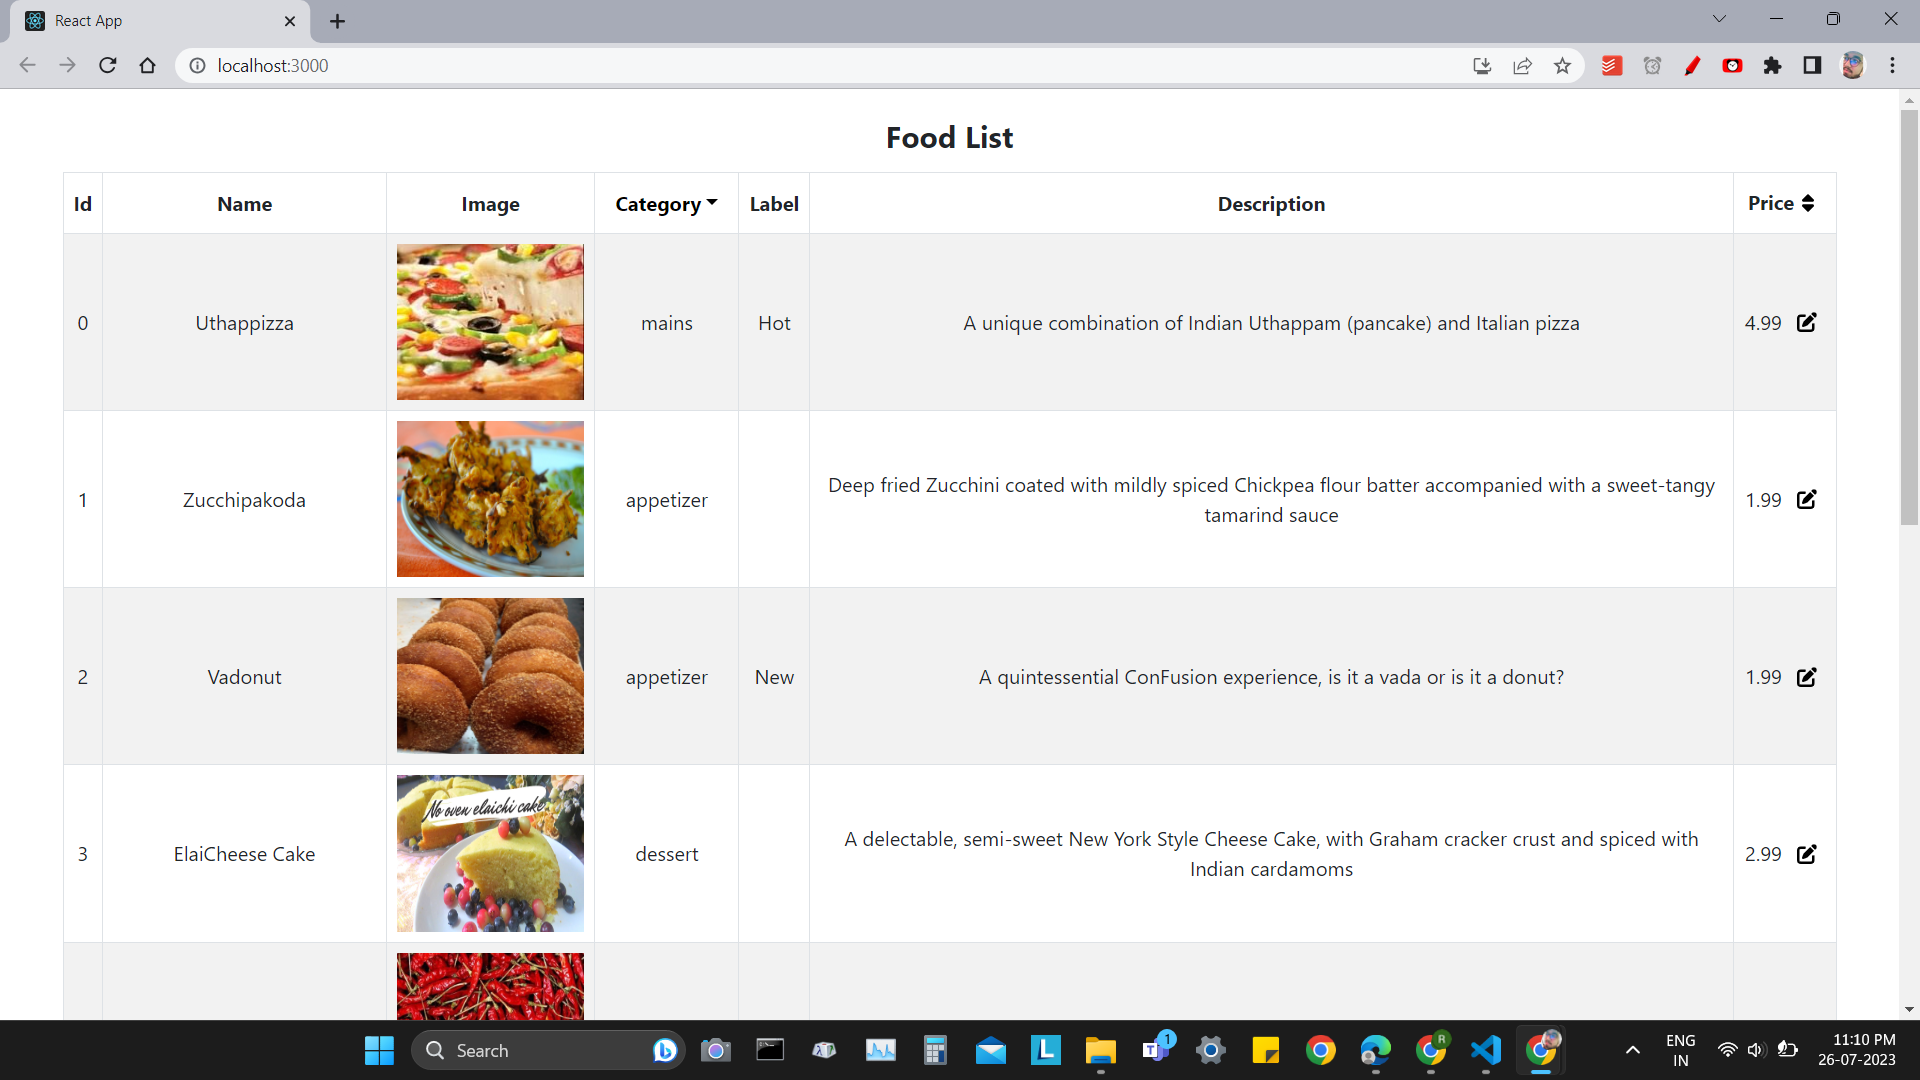 React App
localhost:3000
Food List
Id Name Image Category Label Description Price
0 Uthappizza mains Hot A unique combination of Indian Uthappam (pancake) and Italian pizza 4.99
1 Zucchipakoda appetizer Deep fried Zucchini coated with mildly spiced Chickpea flour batter accompanied with a sweet-tangy
tamarind sauce 1.99
2 Vadonut appetizer New A quintessential ConFusion experience, is it a vada or is it a donut? 1.99
No oven elaichi cake
3 ElaiCheese Cake dessert A delectable, semi-sweet New York Style Cheese Cake, with Graham cracker crust and spiced with
Indian cardamoms 2.99
Search
L
T
1
R
ENG
IN
11:10 PM
26-07-2023